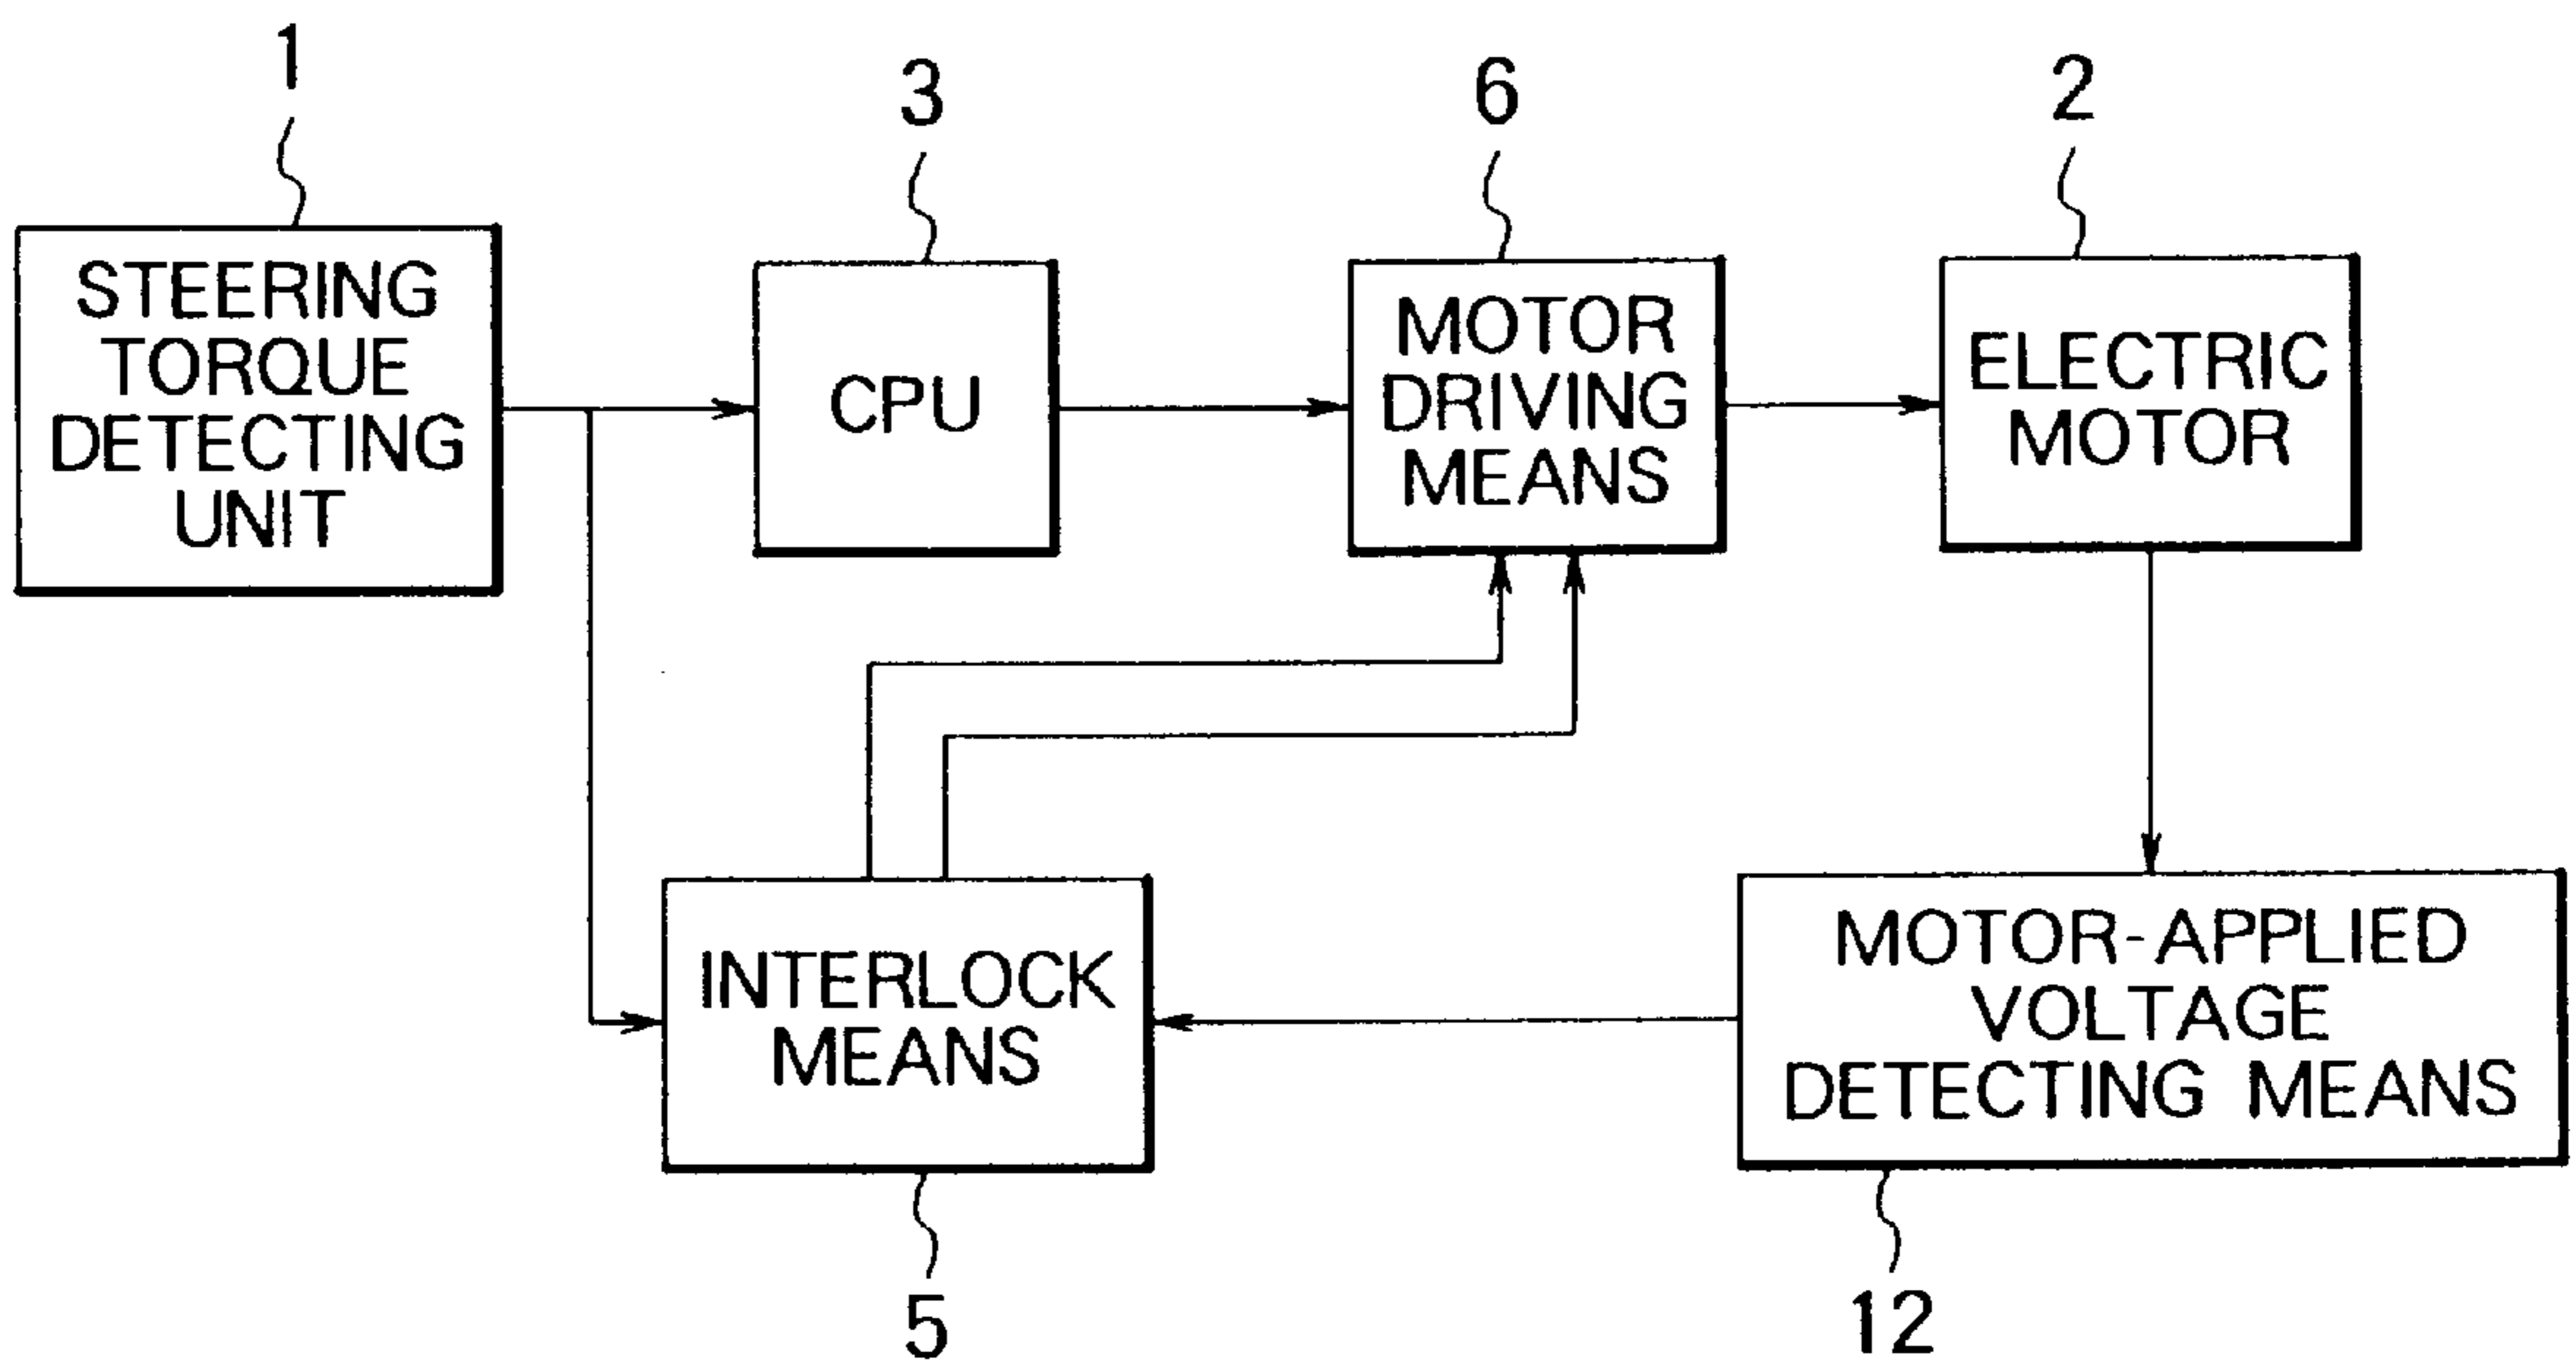 1
3
6
2
STEERING
TORQUE
DETECTING
UNIT
CPU
MOTOR
DRIVING
MEANS
ELECTRIC
MOTOR
INTERLOCK
MEANS
MOTOR-APPLIED
VOLTAGE
DETECTING MEANS
5
12